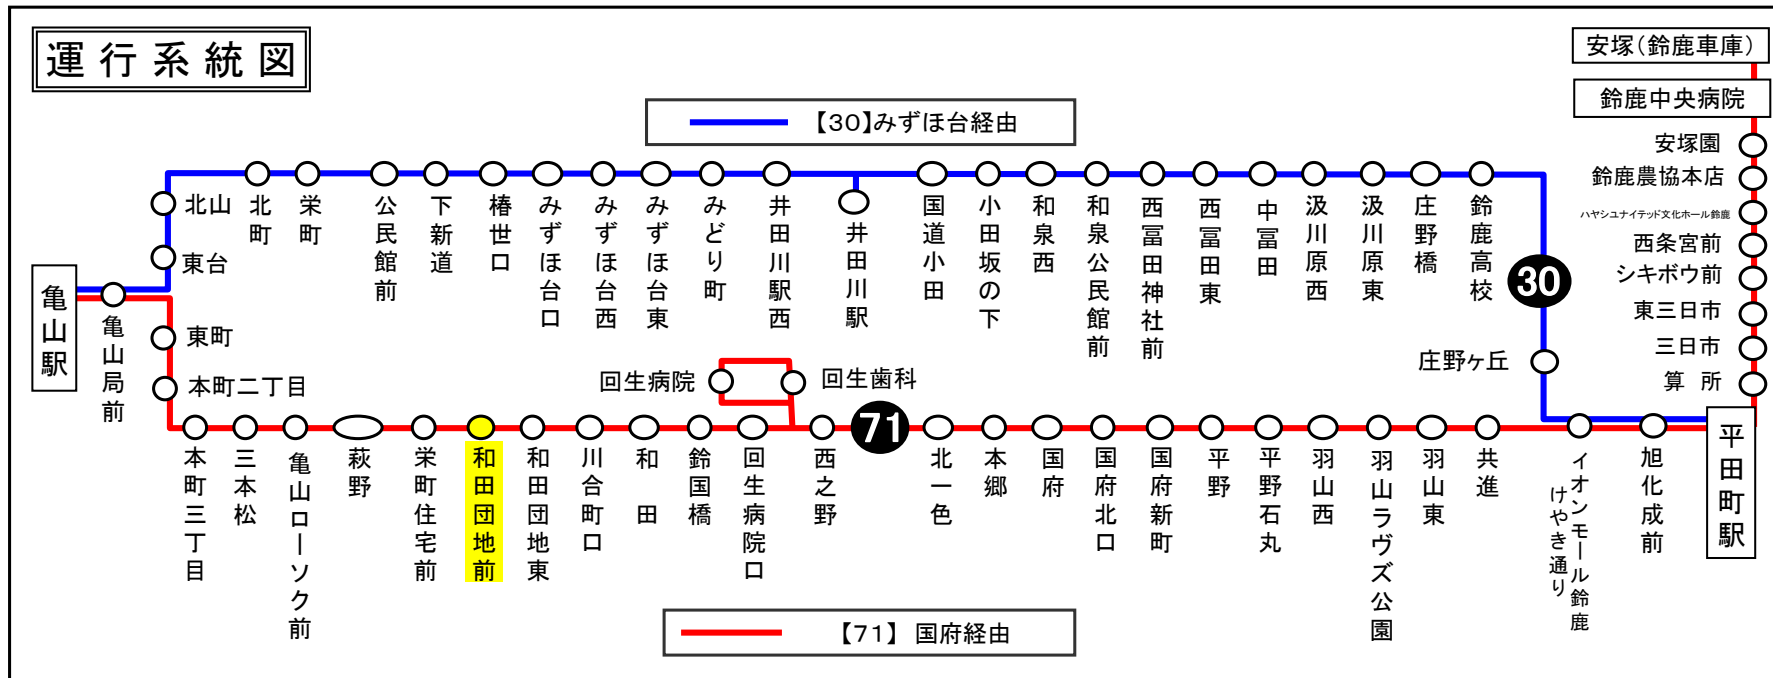 運行系統図
安塚(鈴鹿車庫)
鈴鹿中央病院
【30】みずほ台経由
安塚園
鈴鹿農協本店
ハヤシユナイテッド文化ホール鈴鹿
西条宮前
シキボウ前
東三日市
三日市
算所
亀山駅
亀山局前
東台
北山
北町
栄町
公民館前
下新道
椿世口
みずほ台口
みずほ台西
みずほ台東
みどり町
井田川駅西
井田川駅
国道小田
小田坂の下
和泉西
和泉公民館前
西冨田神社前
西冨田東
中冨田
汲川原西
汲川原東
庄野橋
鈴鹿高校
30
庄野ヶ丘
東町
本町二丁目
本町三丁目
三本松
亀山ローソク前
萩野
栄町住宅前
和田団地前
和田団地東
川合町口
和田
鈴国橋
回生病院口
回生病院
回生歯科
西之野
71
北一色
本郷
国府
国府北口
国府新町
平野
平野石丸
羽山西
羽山ラヴズ公園
羽山東
共進
イオンモール鈴鹿
けやき通り
旭化成前
平田町駅
【71】国府経由